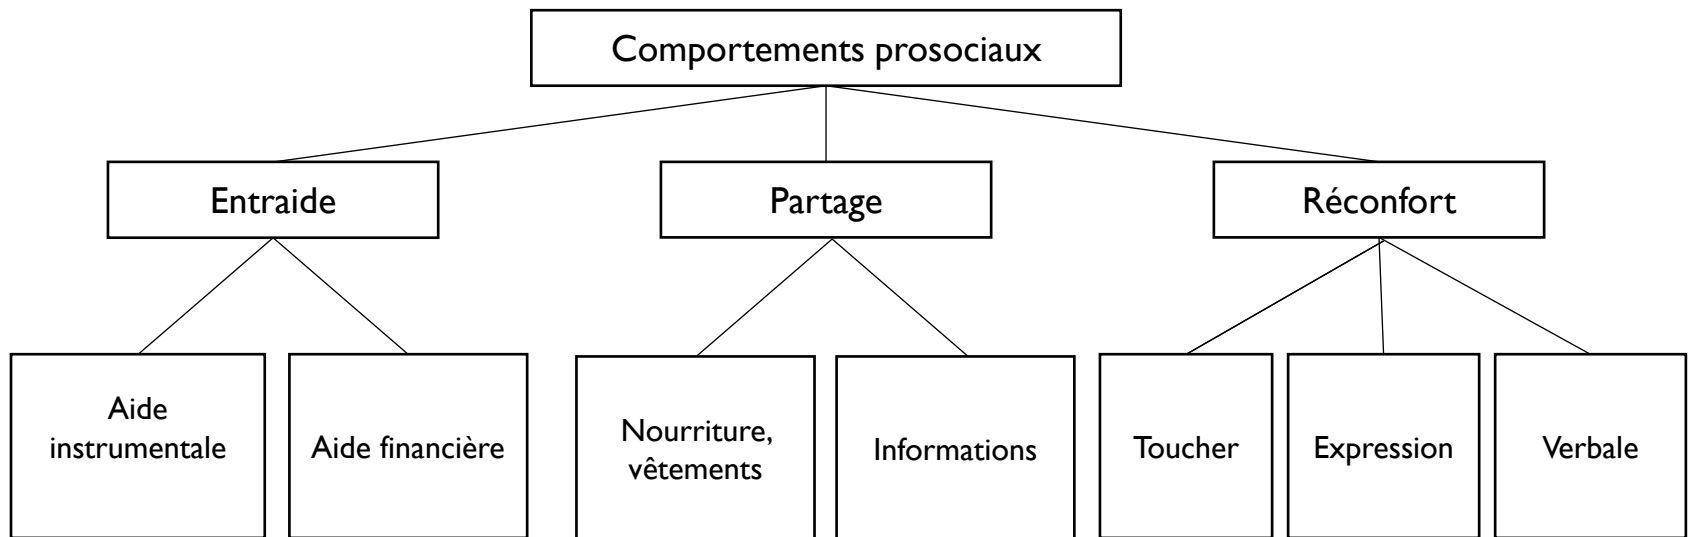 Comportements prosociaux
Entraide
Partage
Réconfort
Aide
instrumentale
Aide financière
Nourriture,
vêtements
Informations
Toucher
Expression
Verbale